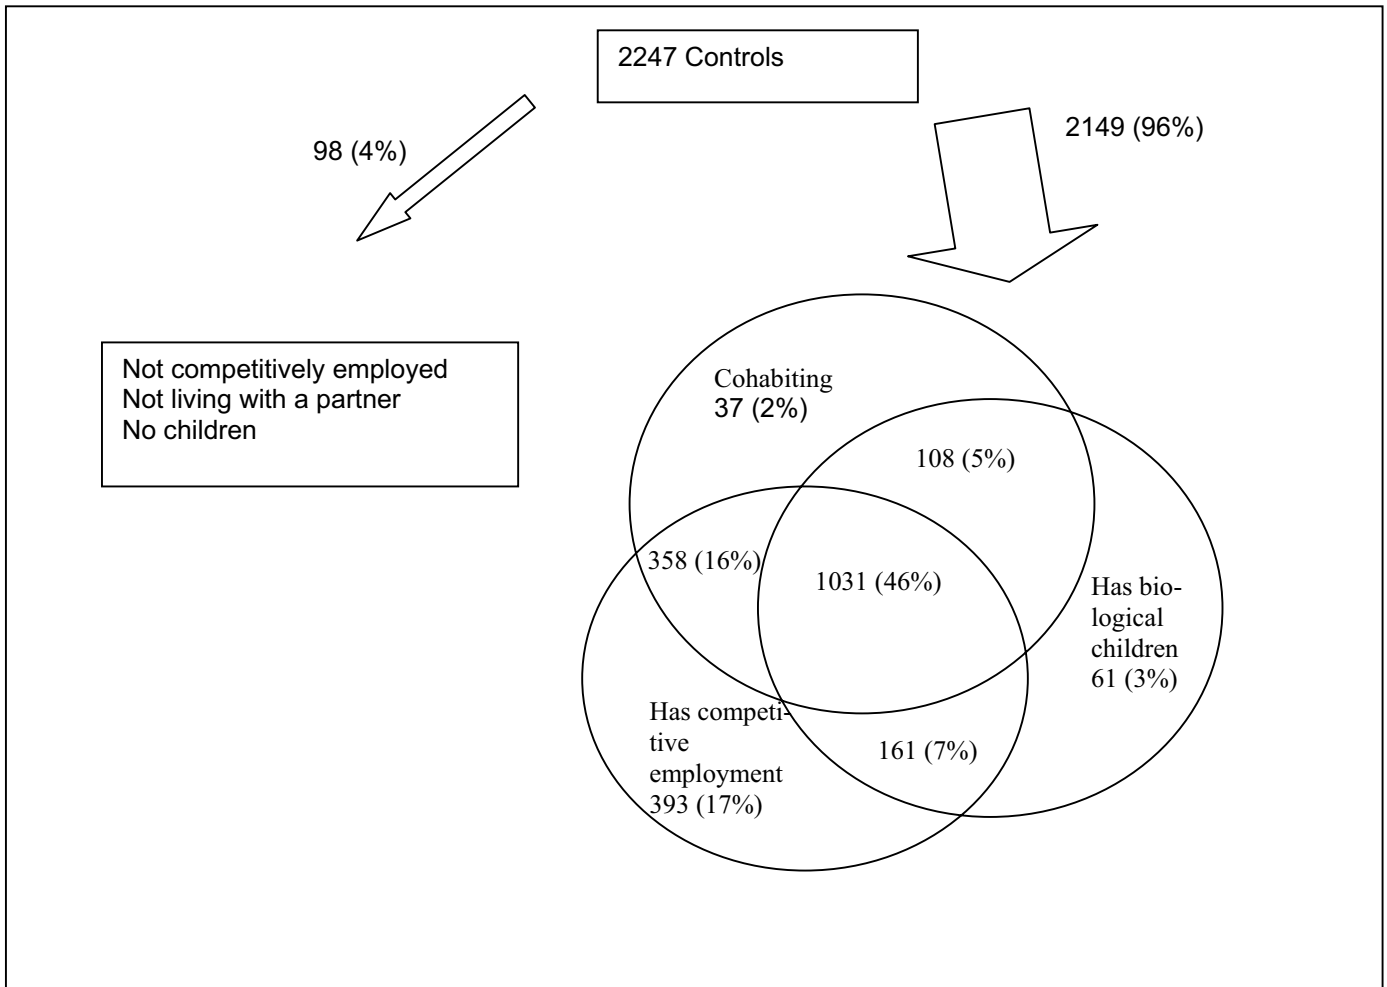 2247 Controls
98 (4%)
2149 (96%)
Not competitively employed
Not living with a partner
No children
Cohabiting
37 (2%)
108 (5%)
358 (16%)
1031 (46%)
Has bio-
logical
children
61 (3%)
Has competi-
tive
employment
393 (17%)
161 (7%)